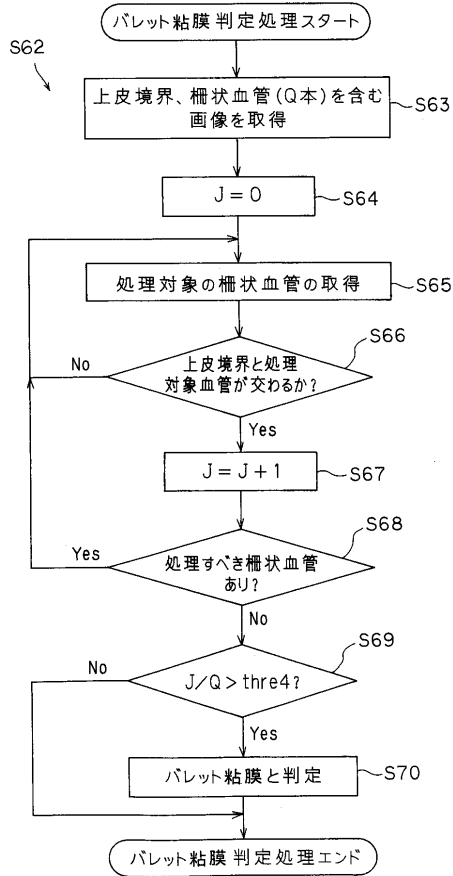 バレット粘膜判定処理スタート
S62
上皮境界、柵状血管(Q本)を含む
画像を取得
S63
J=0
S64
処理対象の柵状血管の取得
S65
S66
上皮境界と処理
対象血管が交わるか?
No
Yes
J=J+1
S67
S68
処理すべき柵状血管
あり?
Yes
No
S69
J/Q>thre4?
No
Yes
バレット粘膜と判定
S70
バレット粘膜判定処理エンド